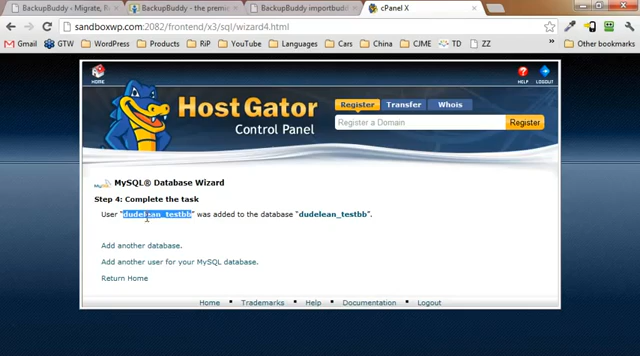 BackupBuddy - Migrate, R
BackupBuddy - the premi
BackupBuddy importbudd
cPanel X
sandboxwp.com:2082/frontend/x3/sql/wizard4.html
Gmail
GTW
WordPress
Products
RiP
YouTube
Languages
Cars
China
CJME
TD
ZZ
Other bookmarks
HOME
HostGator
Control Panel
Register
Transfer
Whois
HELP
LOGOUT
Register a Domain
Register
MySQL® Database Wizard
Step 4: Complete the task
User "dudelean_testbb" was added to the database "dudelean_testbb".
Add another database.
Add another user for your MySQL database.
Return Home
Home ▪ Trademarks ▪ Help ▪ Documentation ▪ Logout